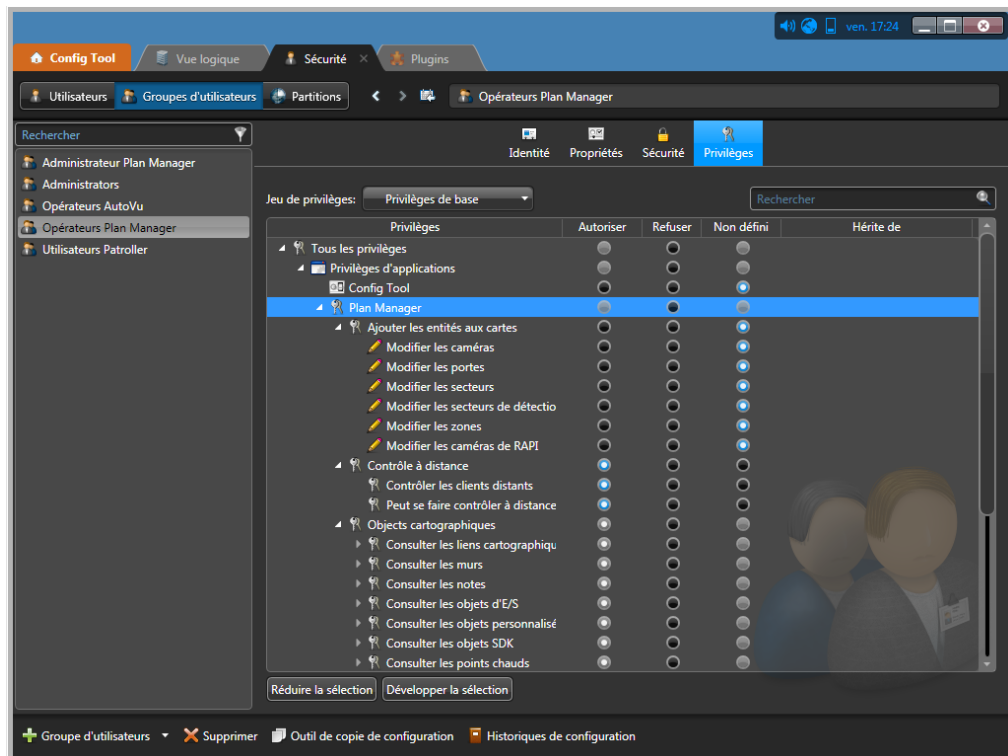 ven. 17:24
Config Tool
Vue logique
Sécurité
Plugins
Utilisateurs
Groupes d'utilisateurs
Partitions
Opérateurs Plan Manager
Rechercher
Administrateur Plan Manager
Administrators
Opérateurs AutoVu
Opérateurs Plan Manager
Utilisateurs Patroller
Identité
Propriétés
Sécurité
Privilèges
Jeu de privilèges:
Privilèges de base
Rechercher
Privilèges Autoriser Refuser Non défini Hérite de
Tous les privilèges
Privilèges d'applications
Config Tool
Plan Manager
Ajouter les entités aux cartes
Modifier les caméras
Modifier les portes
Modifier les secteurs
Modifier les secteurs de détectio
Modifier les zones
Modifier les caméras de RAPI
Contrôle à distance
Contrôler les clients distants
Peut se faire contrôler à distance
Objects cartographiques
Consulter les liens cartographiqu
Consulter les murs
Consulter les notes
Consulter les objets d'E/S
Consulter les objets personnalisé
Consulter les objets SDK
Consulter les points chauds
Réduire la sélection
Développer la sélection
Groupe d'utilisateurs
Supprimer
Outil de copie de configuration
Historiques de configuration